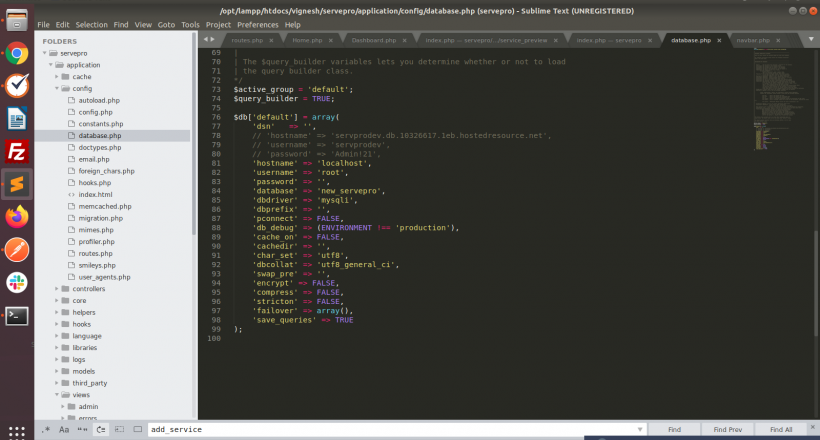 /opt/lampp/htdocs/vignesh/servepro/application/config/database.php (servepro) - Sublime Text (UNREGISTERED)
File Edit Selection Find View Goto Tools Project Preferences Help
FOLDERS
servepro
application
cache
config
autoload.php
config.php
constants.php
database.php
doctypes.php
email.php
foreign_chars.php
hooks.php
index.html
memcached.php
migration.php
mimes.php
profiler.php
routes.php
smileys.php
user_agents.php
controllers
core
helpers
hooks
language
libraries
logs
models
third_party
views
admin
errors
routes.php Home.php Dashboard.php index.php — servepro/.../service_preview index.php — servepro database.php navbar.php
69 |
70 | The $query_builder variables lets you determine whether or not to load
71 | the query builder class.
72 */
73 $active_group = 'default';
74 $query_builder = TRUE;
75
76 $db['default'] = array(
77 'dsn' => '',
78 // 'hostname' => 'servprodev.db.10326617.1eb.hostedresource.net',
79 // 'username' => 'servprodev',
80 // 'password' => 'Admin!21',
81 'hostname' => 'localhost',
82 'username' => 'root',
83 'password' => '',
84 'database' => 'new_servepro',
85 'dbdriver' => 'mysqli',
86 'dbprefix' => '',
87 'pconnect' => FALSE,
88 'db_debug' => (ENVIRONMENT !== 'production'),
89 'cache_on' => FALSE,
90 'cachedir' => '',
91 'char_set' => 'utf8',
92 'dbcollat' => 'utf8_general_ci',
93 'swap_pre' => '',
94 'encrypt' => FALSE,
95 'compress' => FALSE,
96 'stricton' => FALSE,
97 'failover' => array(),
98 'save_queries' => TRUE
99 );
100
.* Aa “” add_service Find Find Prev Find All